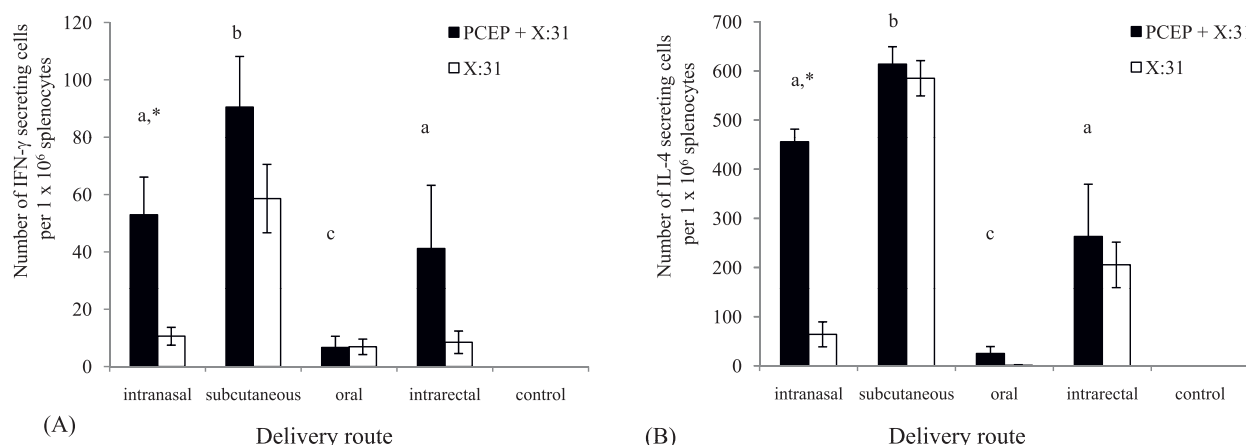 Number of IFN-γ secreting cells
per 1 x 10⁶ splenocytes
120
100
80
60
40
20
0
a,*
b
c
a
PCEP + X:31
X:31
intranasal subcutaneous oral intrarectal control
(A)
Delivery route
Number of IL-4 secreting cells
per 1 x 10⁶ splenocytes
700
600
500
400
300
200
100
0
a,*
b
c
a
PCEP + X:31
X:31
intranasal subcutaneous oral intrarectal control
(B)
Delivery route